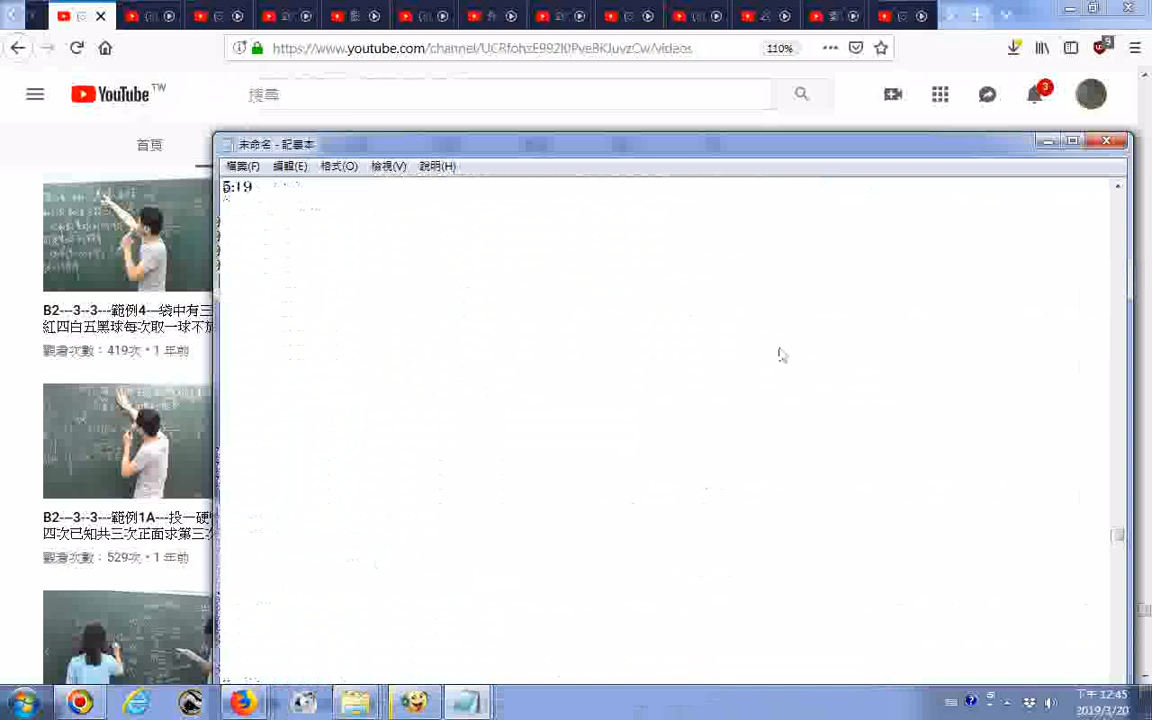 https://www.youtube.com/channel/UCRfohzE992I0PyeBKJuyzCw/videos
110%
9
YouTube TW
搜尋
3
首頁
未命名 - 記事本
檔案(F) 編輯(E) 格式(O) 檢視(V) 說明(H)
5:19
B2---3--3---範例4---袋中有三
紅四白五黑球每次取一球不放
觀看次數：419次 • 1 年前
B2---3--3---範例1A---投一硬
四次已知共三次正面求第三次
觀看次數：529次 • 1 年前
下午 12:45
2019/3/20